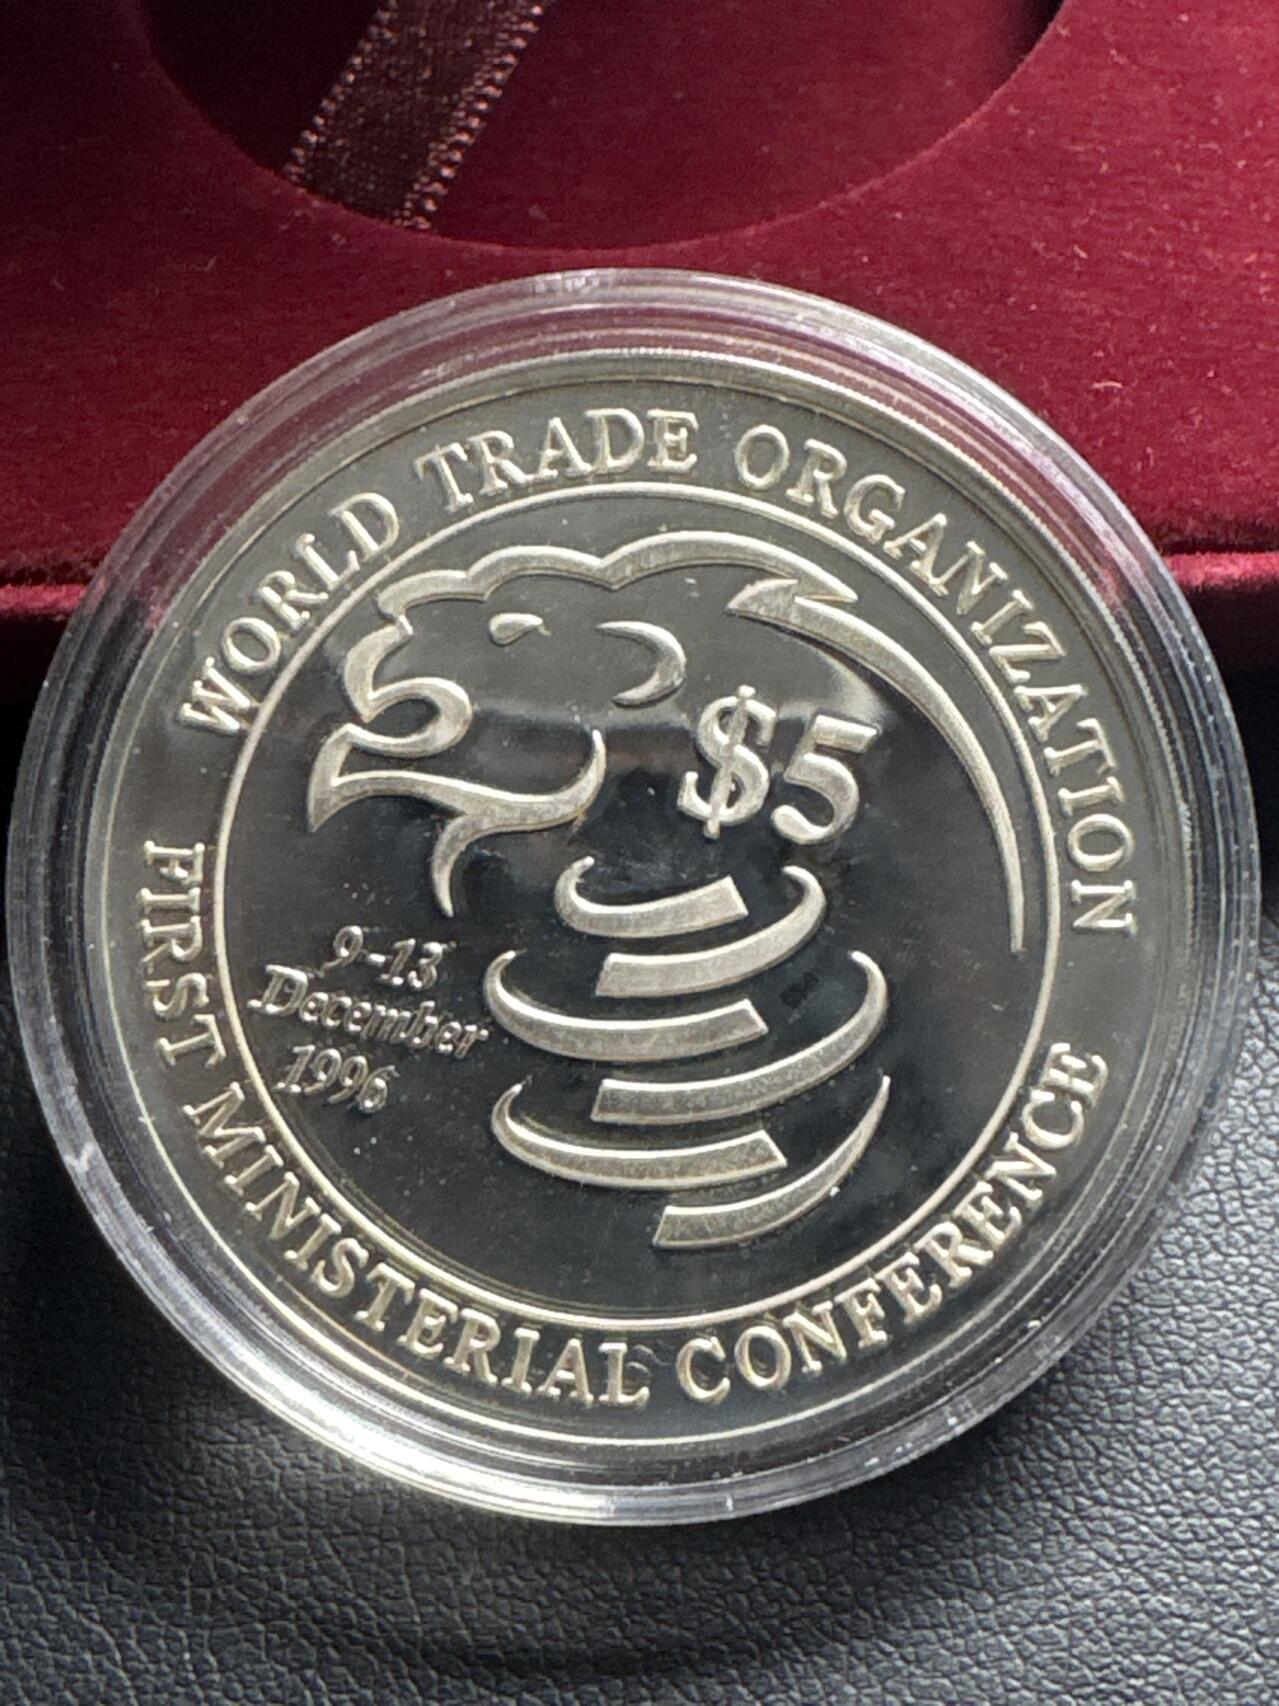 WORLD TRADE ORGANIZATION
$5
9-13
December
1996
FIRST MINISTERIAL CONFERENCE